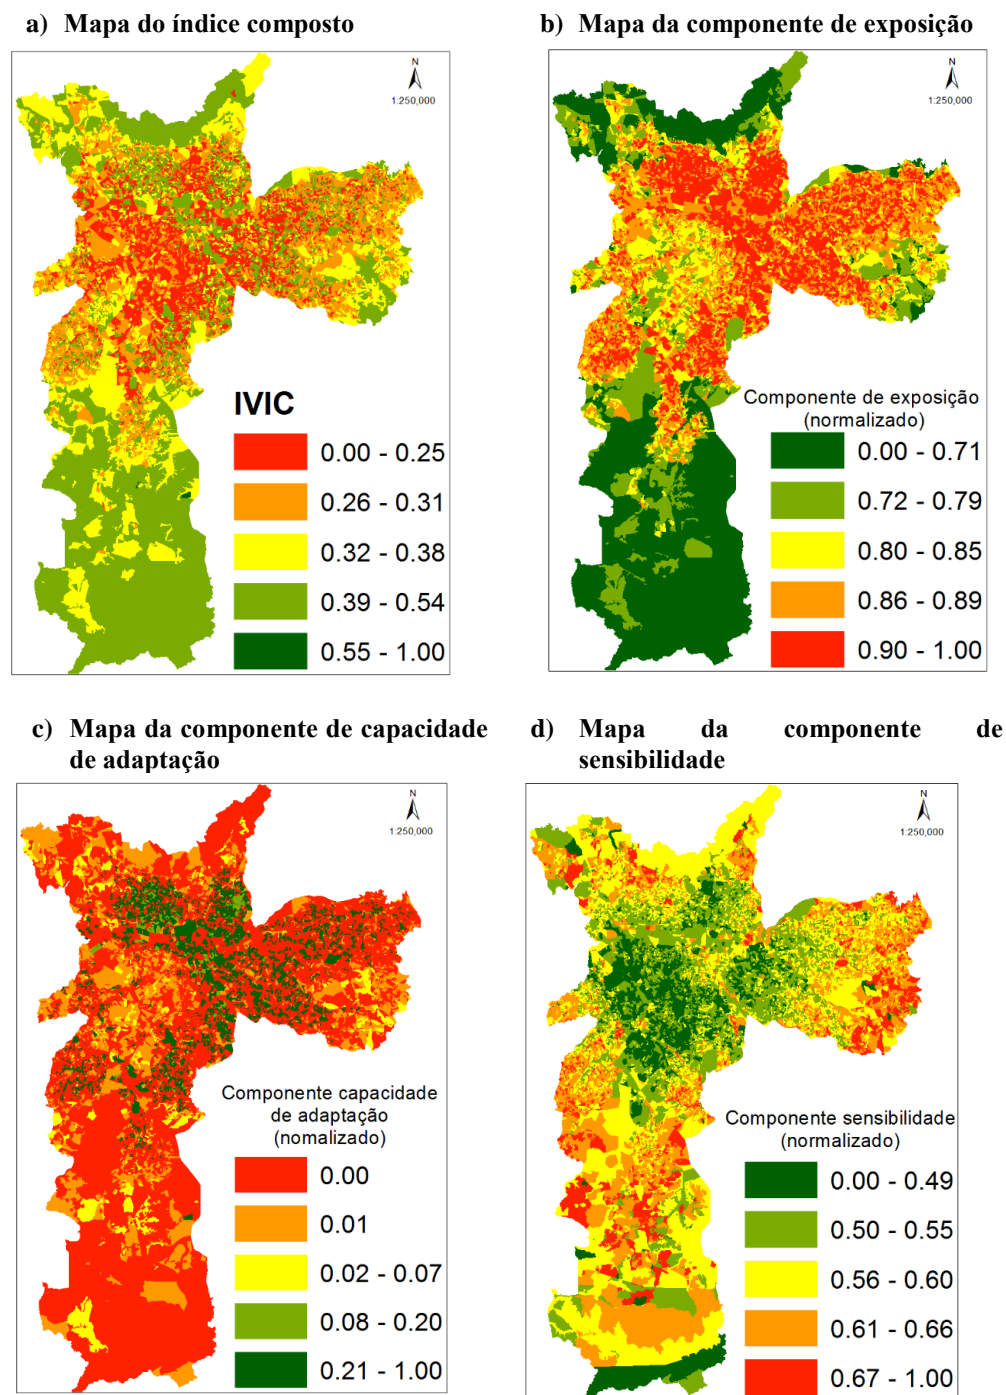 a) Mapa do índice composto
N
1:250,000
IVIC
0.00 - 0.25
0.26 - 0.31
0.32 - 0.38
0.39 - 0.54
0.55 - 1.00
b) Mapa da componente de exposição
N
1:250,000
Componente de exposição
(normalizado)
0.00 - 0.71
0.72 - 0.79
0.80 - 0.85
0.86 - 0.89
0.90 - 1.00
c) Mapa da componente de capacidade
de adaptação
N
1:250,000
Componente capacidade
de adaptação
(nomalizado)
0.00
0.01
0.02 - 0.07
0.08 - 0.20
0.21 - 1.00
d) Mapa da componente de
sensibilidade
N
1:250,000
Componente sensibilidade
(normalizado)
0.00 - 0.49
0.50 - 0.55
0.56 - 0.60
0.61 - 0.66
0.67 - 1.00